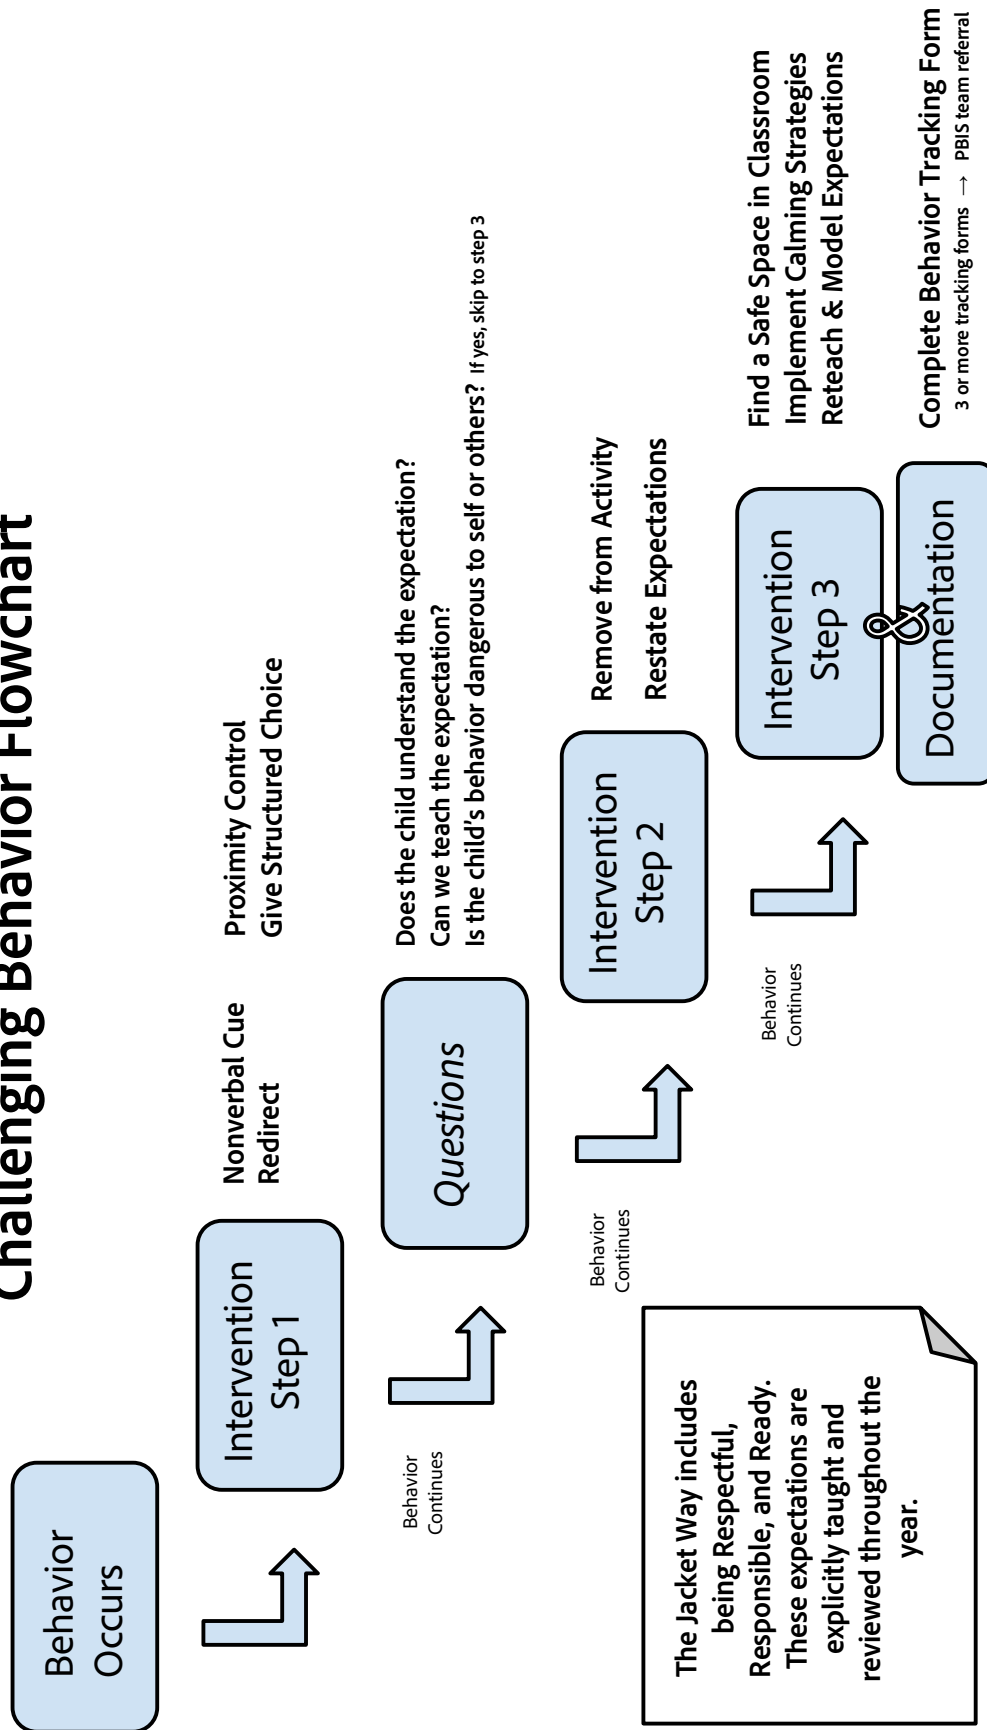 Challenging Behavior Flowchart
Behavior
Occurs
Intervention
Step 1
Nonverbal Cue
Redirect
Proximity Control
Give Structured Choice
Behavior
Continues
Questions
Does the child understand the expectation?
Can we teach the expectation?
Is the child's behavior dangerous to self or others? If yes, skip to step 3
Behavior
Continues
Intervention
Step 2
Remove from Activity
Restate Expectations
Behavior
Continues
Intervention
Step 3
Find a Safe Space in Classroom
Implement Calming Strategies
Reteach & Model Expectations
&
Documentation
Complete Behavior Tracking Form
3 or more tracking forms → PBIS team referral
The Jacket Way includes
being Respectful,
Responsible, and Ready.
These expectations are
explicitly taught and
reviewed throughout the
year.